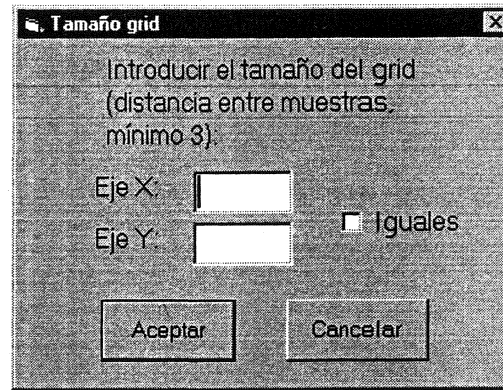 Tamaño grid
Introducir el tamaño del grid
(distancia entre muestras,
mínimo 3):
Eje X:
Eje Y:
Iguales
Aceptar
Cancelar